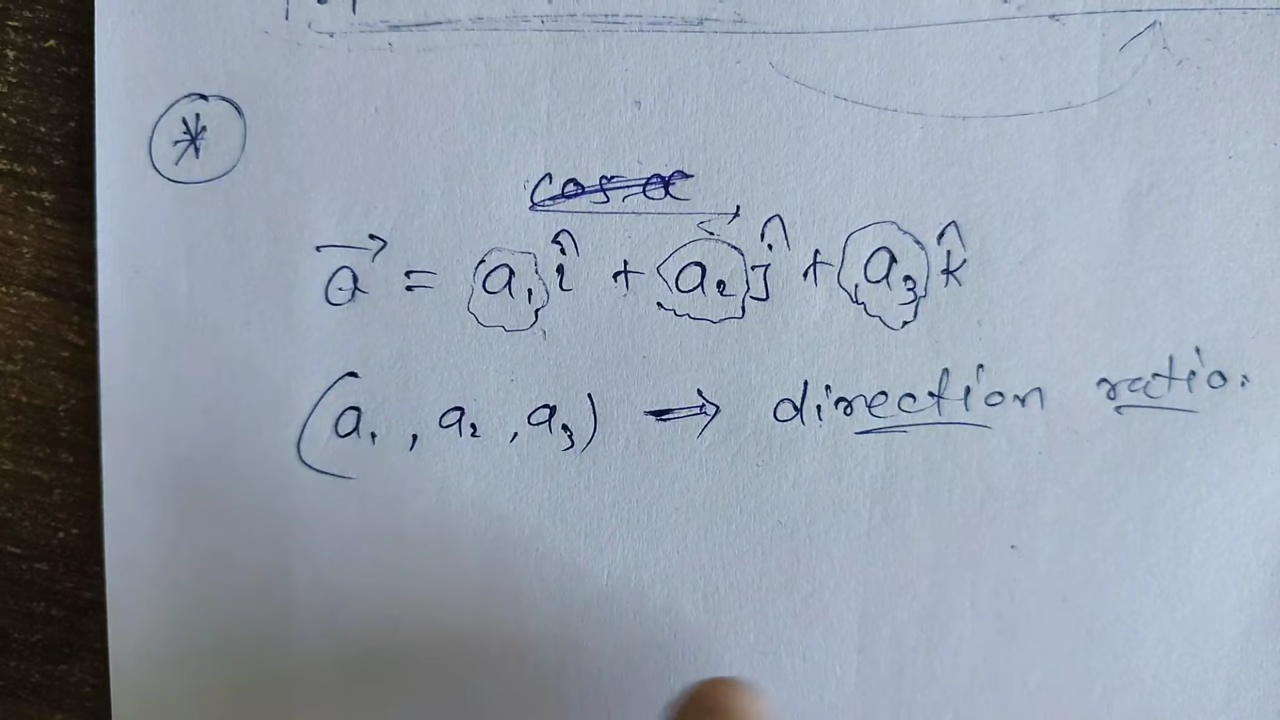 *
cos α
a⃗ = a₁î + a₂ĵ + a₃k̂
(a₁, a₂, a₃) ⇒ direction ratio.